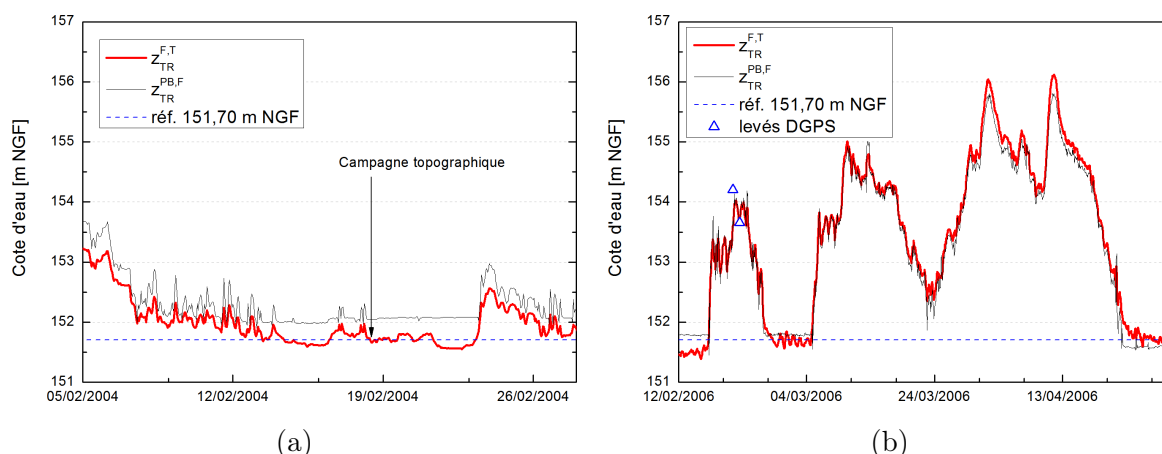 157
156
155
154
153
152
151
Cote d'eau [m NGF]
z_TR^F,T
z_TR^PB,F
réf. 151,70 m NGF
Campagne topographique
05/02/2004 12/02/2004 19/02/2004 26/02/2004
(a)
157
156
155
154
153
152
151
Cote d'eau [m NGF]
z_TR^F,T
z_TR^PB,F
réf. 151,70 m NGF
levés DGPS
12/02/2006 04/03/2006 24/03/2006 13/04/2006
(b)